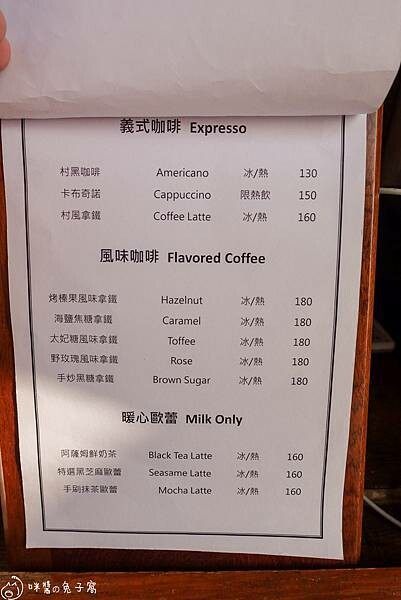 義式咖啡 Expresso
村黑咖啡 Americano 冰/熱 130
卡布奇諾 Cappuccino 限熱飲 150
村風拿鐵 Coffee Latte 冰/熱 160
風味咖啡 Flavored Coffee
烤榛果風味拿鐵 Hazelnut 冰/熱 180
海鹽焦糖拿鐵 Caramel 冰/熱 180
太妃糖風味拿鐵 Toffee 冰/熱 180
野玫瑰風味拿鐵 Rose 冰/熱 180
手炒黑糖拿鐵 Brown Sugar 冰/熱 180
暖心歐蕾 Milk Only
阿薩姆鮮奶茶 Black Tea Latte 冰/熱 160
特選黑芝麻歐蕾 Seasame Latte 冰/熱 160
手刷抹茶歐蕾 Mocha Latte 冰/熱 160
咪醬の兔子窩